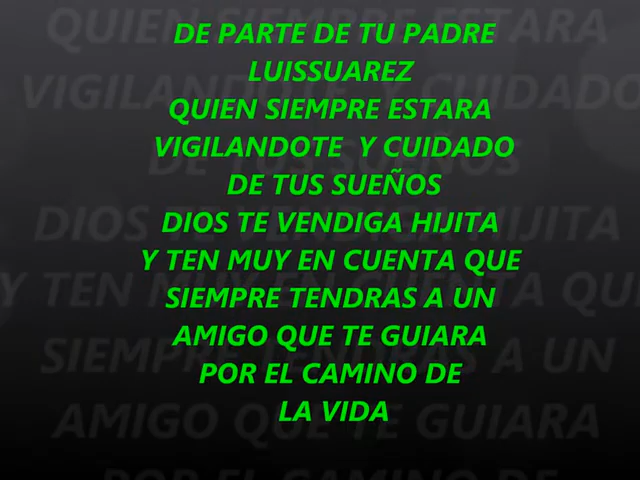 DE PARTE DE TU PADRE
LUISSUAREZ
QUIEN SIEMPRE ESTARA
VIGILANDOTE Y CUIDADO
DE TUS SUEÑOS
DIOS TE VENDIGA HIJITA
Y TEN MUY EN CUENTA QUE
SIEMPRE TENDRAS A UN
AMIGO QUE TE GUIARA
POR EL CAMINO DE
LA VIDA